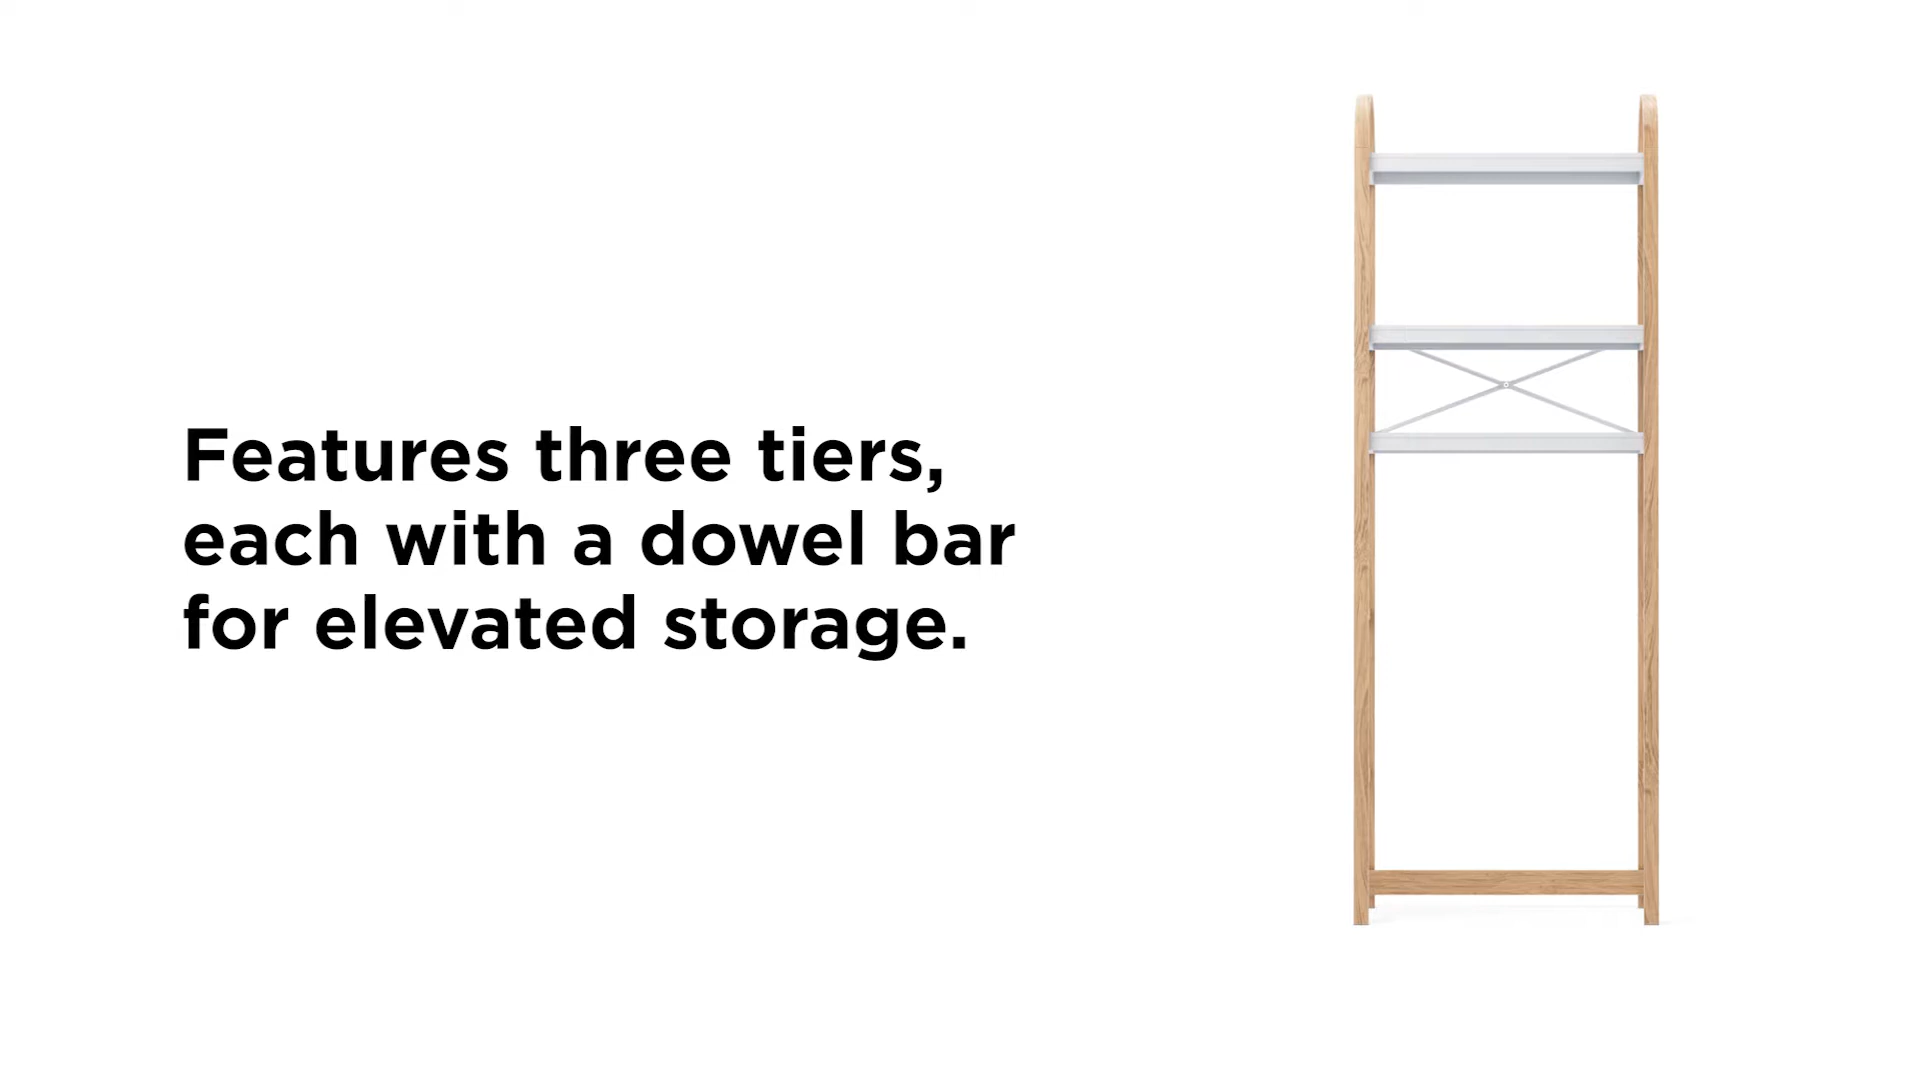 Features three tiers,
each with a dowel bar
for elevated storage.